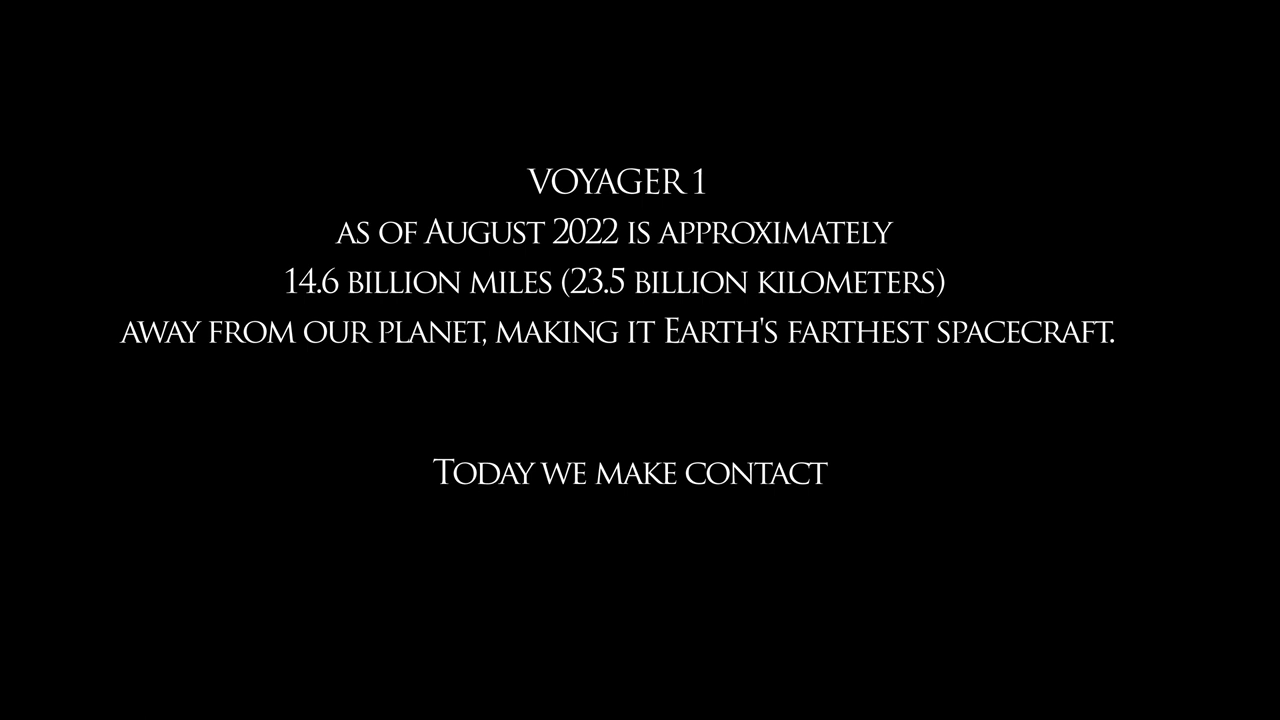 VOYAGER 1
AS OF AUGUST 2022 IS APPROXIMATELY
14.6 BILLION MILES (23.5 BILLION KILOMETERS)
AWAY FROM OUR PLANET, MAKING IT EARTH'S FARTHEST SPACECRAFT.
TODAY WE MAKE CONTACT